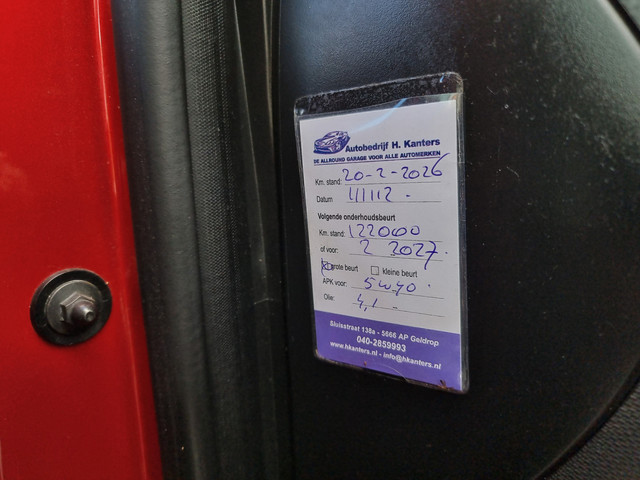 Autobedrijf H. Kanters
DE ALLROUND GARAGE VOOR ALLE AUTOMERKEN
Km. stand: 20-2-2026
Datum 111112.
Volgende onderhoudsbeurt
Km. stand: 122000
of voor: 2 2027.
grote beurt kleine beurt
APK voor: 5W40.
Olie: 4,1 -
Sluisstraat 138a - 5666 AP Geldrop
040-2859993
www.hkanters.nl - info@hkanters.nl